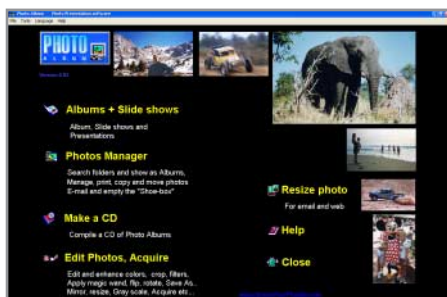 Photo Album Photo Presentation software
File Tools Language Help
PHOTO
ALBUM
Albums + Slide shows
Album, Slide shows and
Presentations
Photos Manager
Search folders and show as Albums,
Manage, print, copy and move photos
E-mail and empty the "Shoe-box"
Make a CD
Compile a CD of Photo Albums
Edit Photos, Acquire
Edit and enhance colors, crop, filters,
Apply magic wand, flip, rotate, Save As...
Mirror, resize, Gray scale, Acquire etc...
Resize photo
For email and web
Help
Close